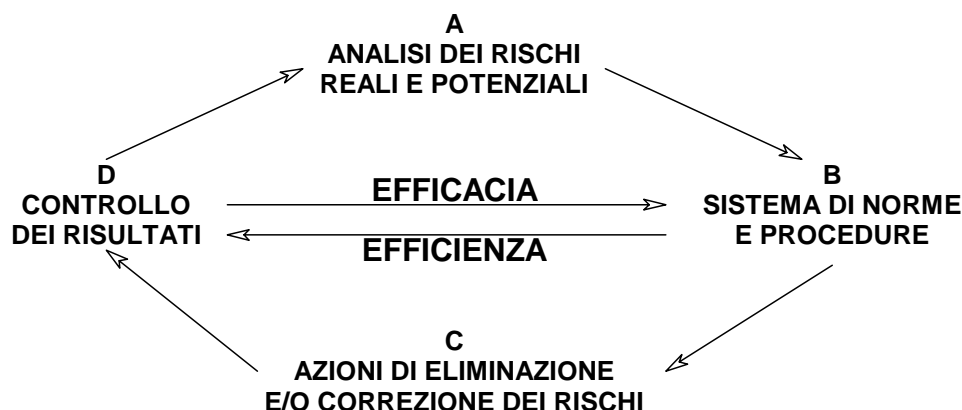 A
ANALISI DEI RISCHI
REALI E POTENZIALI
D
CONTROLLO
DEI RISULTATI
EFFICACIA
EFFICIENZA
B
SISTEMA DI NORME
E PROCEDURE
C
AZIONI DI ELIMINAZIONE
E/O CORREZIONE DEI RISCHI